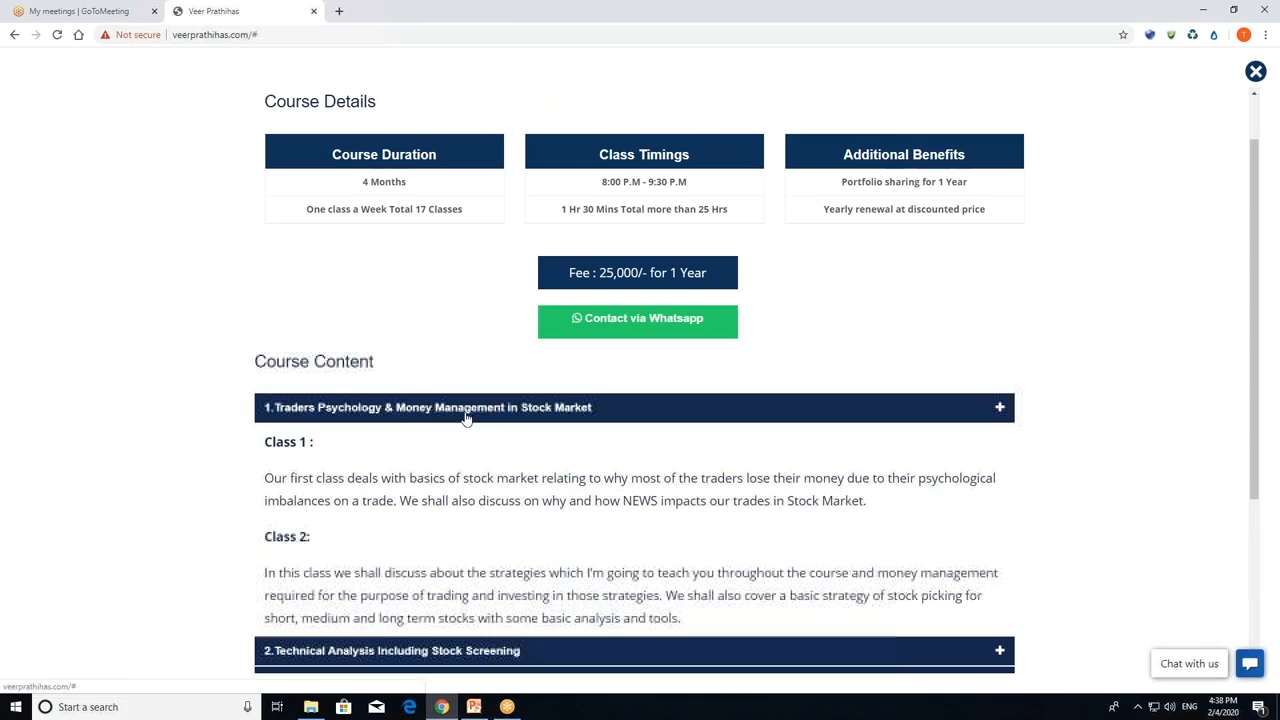 My meetings | GoToMeeting
Veer Prathihas
Not secure
veerprathihas.com/#
T
Course Details
Course Duration
4 Months
One class a Week Total 17 Classes
Class Timings
8:00 P.M - 9:30 P.M
1 Hr 30 Mins Total more than 25 Hrs
Additional Benefits
Portfolio sharing for 1 Year
Yearly renewal at discounted price
Fee : 25,000/- for 1 Year
Contact via Whatsapp
Course Content
1.Traders Psychology & Money Management in Stock Market
Class 1 :
Our first class deals with basics of stock market relating to why most of the traders lose their money due to their psychological
imbalances on a trade. We shall also discuss on why and how NEWS impacts our trades in Stock Market.
Class 2:
In this class we shall discuss about the strategies which I'm going to teach you throughout the course and money management
required for the purpose of trading and investing in those strategies. We shall also cover a basic strategy of stock picking for
short, medium and long term stocks with some basic analysis and tools.
2.Technical Analysis Including Stock Screening
Chat with us
veerprathihas.com/#
Start a search
ENG
4:38 PM
2/4/2020
1